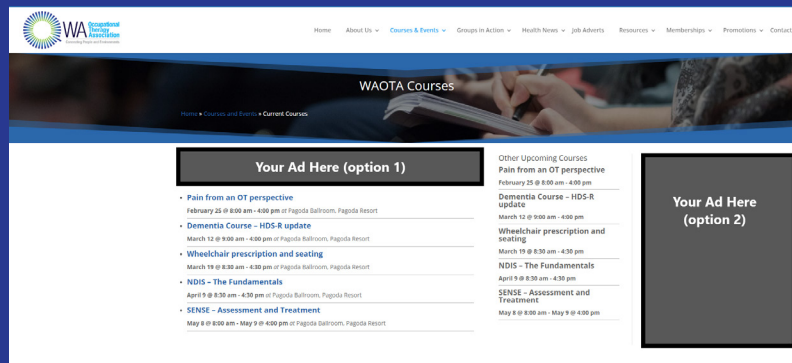 WA Occupational
Therapy
Association
Home About Us Courses & Events Groups in Action Health News Job Adverts Resources Memberships Promotions Contact
WAOTA Courses
Home » Courses and Events » Current Courses
Your Ad Here (option 1)
• Pain from an OT perspective
February 25 @ 8:00 am - 4:00 pm at Pagoda Ballroom, Pagoda Resort
• Dementia Course – HDS-R update
March 12 @ 9:00 am - 4:00 pm at Pagoda Ballroom, Pagoda Resort
• Wheelchair prescription and seating
March 19 @ 8:30 am - 4:30 pm at Pagoda Ballroom, Pagoda Resort
• NDIS – The Fundamentals
April 9 @ 8:30 am - 4:30 pm at Pagoda Ballroom, Pagoda Resort
• SENSE – Assessment and Treatment
May 8 @ 8:00 am - May 9 @ 4:00 pm at Pagoda Ballroom, Pagoda Resort
Other Upcoming Courses
Pain from an OT perspective
February 25 @ 8:00 am - 4:00 pm
Dementia Course – HDS-R
update
March 12 @ 9:00 am - 4:00 pm
Wheelchair prescription and
seating
March 19 @ 8:30 am - 4:30 pm
NDIS – The Fundamentals
April 9 @ 8:30 am - 4:30 pm
SENSE – Assessment and
Treatment
May 8 @ 8:00 am - May 9 @ 4:00 pm
Your Ad Here
(option 2)